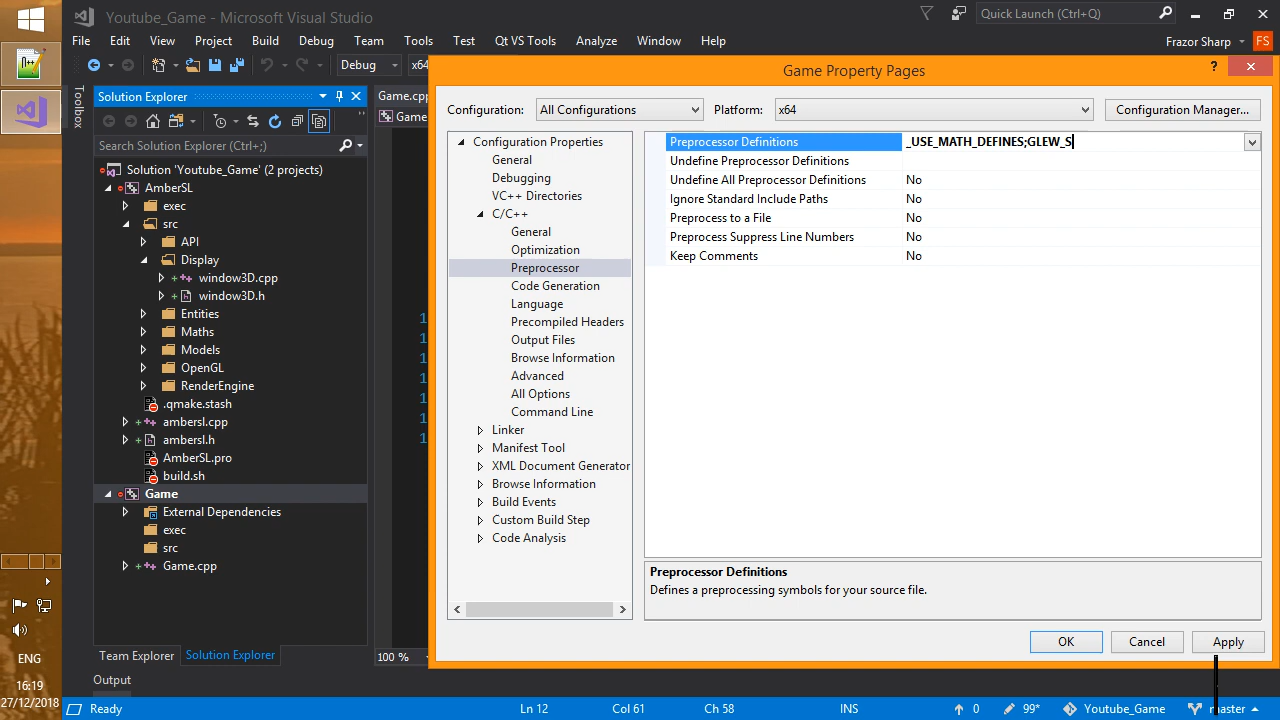 Youtube_Game - Microsoft Visual Studio
Quick Launch (Ctrl+Q)
File Edit View Project Build Debug Team Tools Test Qt VS Tools Analyze Window Help
Frazor Sharp FS
Debug x64
Toolbox
Solution Explorer
Search Solution Explorer (Ctrl+;)
Solution 'Youtube_Game' (2 projects)
AmberSL
exec
src
API
Display
window3D.cpp
window3D.h
Entities
Maths
Models
OpenGL
RenderEngine
.qmake.stash
ambersl.cpp
ambersl.h
AmberSL.pro
build.sh
Game
External Dependencies
exec
src
Game.cpp
Team Explorer Solution Explorer
Output
Game.cpp
Game
1
1
1
1
1
1
1
100 %
Game Property Pages
?
Configuration: All Configurations Platform: x64 Configuration Manager...
Configuration Properties
General
Debugging
VC++ Directories
C/C++
General
Optimization
Preprocessor
Code Generation
Language
Precompiled Headers
Output Files
Browse Information
Advanced
All Options
Command Line
Linker
Manifest Tool
XML Document Generator
Browse Information
Build Events
Custom Build Step
Code Analysis
Preprocessor Definitions _USE_MATH_DEFINES;GLEW_S
Undefine Preprocessor Definitions
Undefine All Preprocessor Definitions No
Ignore Standard Include Paths No
Preprocess to a File No
Preprocess Suppress Line Numbers No
Keep Comments No
Preprocessor Definitions
Defines a preprocessing symbols for your source file.
OK Cancel Apply
ENG
16:19
27/12/2018
Ready Ln 12 Col 61 Ch 58 INS 0 99* Youtube_Game master